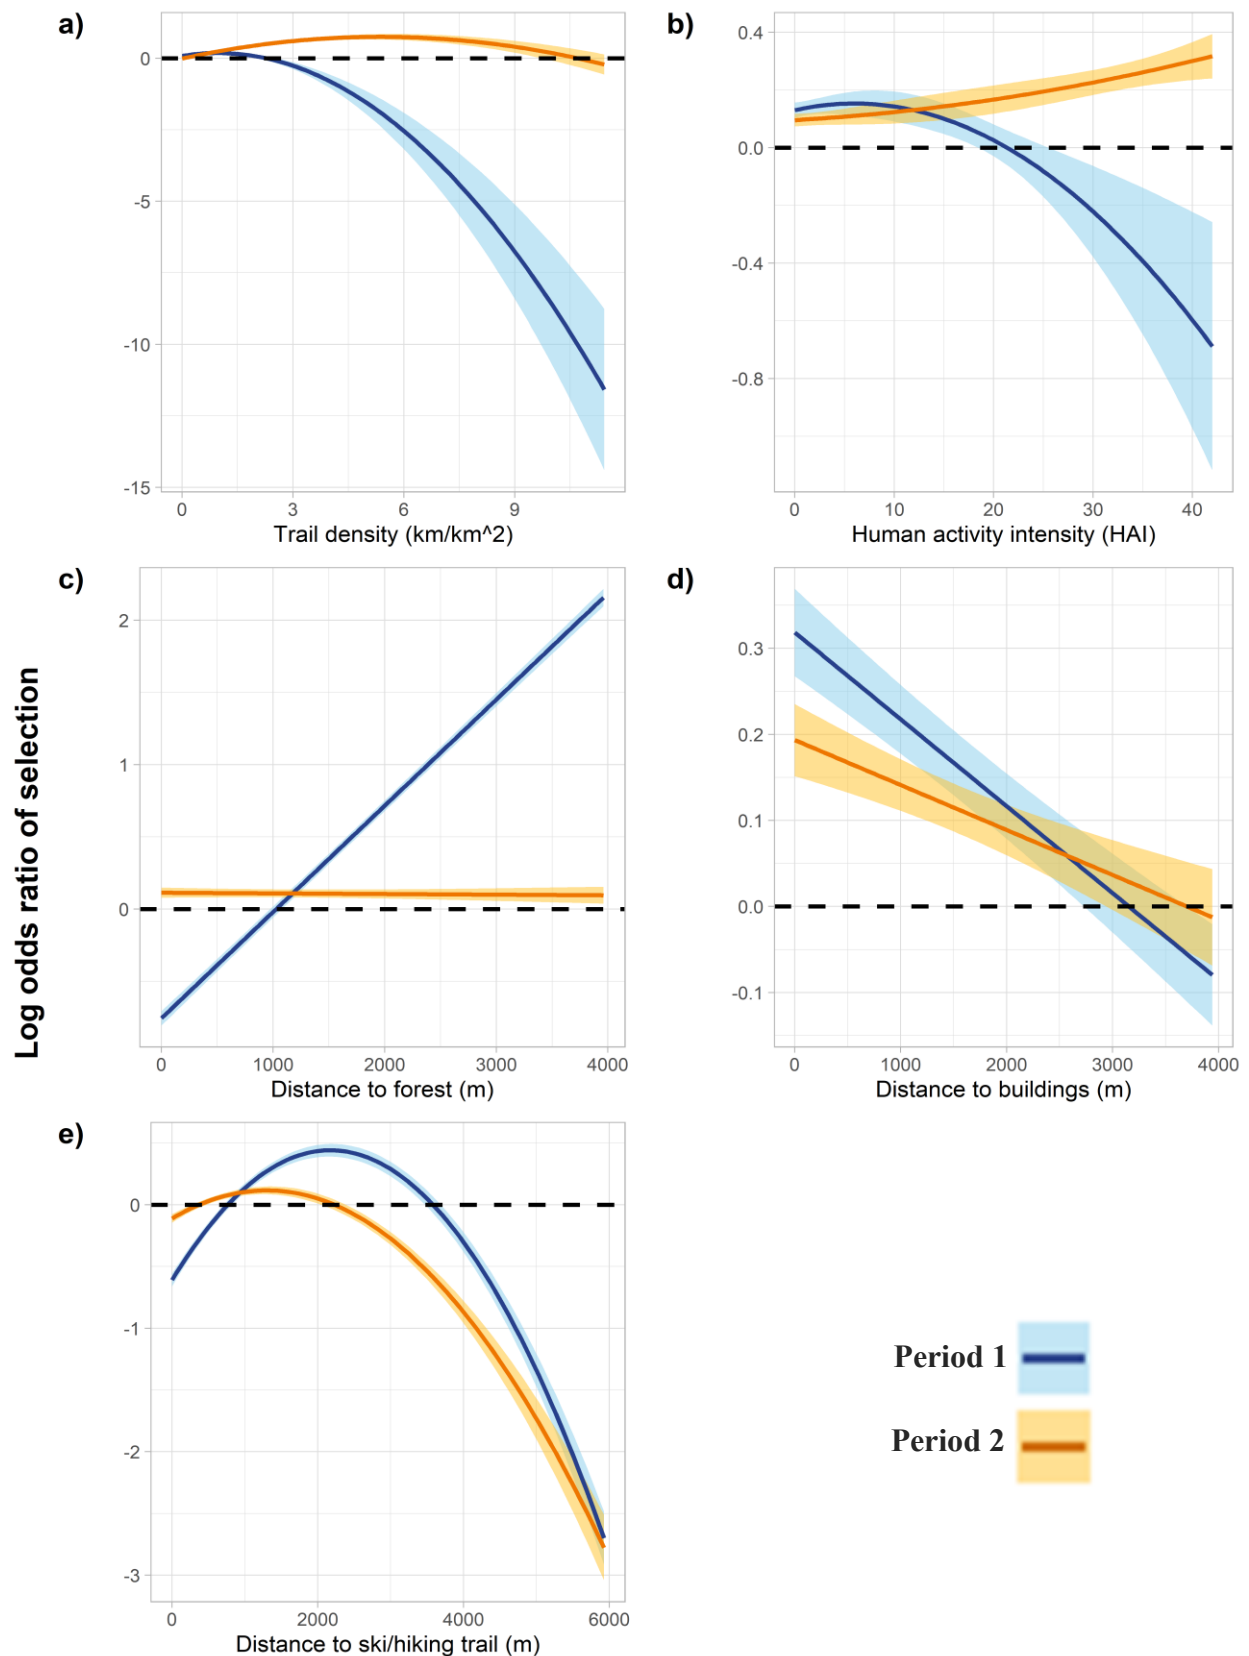 a)
0
-5
-10
-15
0 3 6 9
Trail density (km/km^2)
b)
0.4
0.0
-0.4
-0.8
0 10 20 30 40
Human activity intensity (HAI)
Log odds ratio of selection
c)
2
1
0
0 1000 2000 3000 4000
Distance to forest (m)
d)
0.3
0.2
0.1
0.0
-0.1
0 1000 2000 3000 4000
Distance to buildings (m)
e)
0
-1
-2
-3
0 2000 4000 6000
Distance to ski/hiking trail (m)
Period 1
Period 2